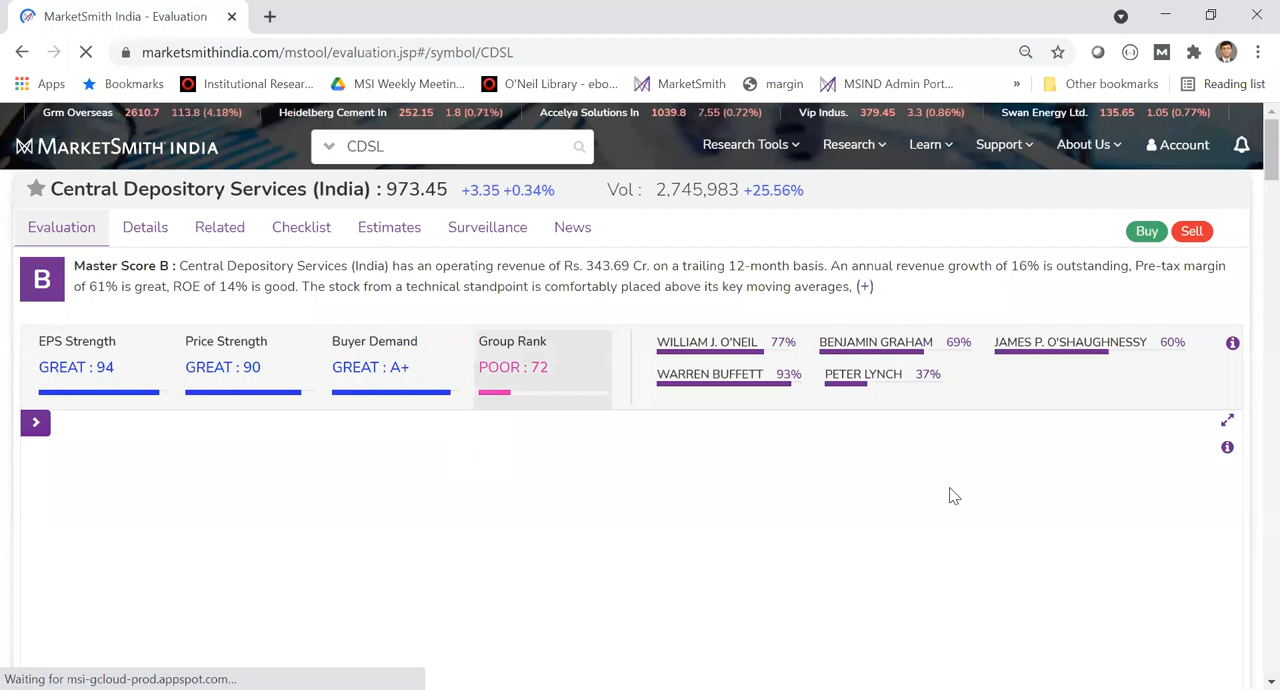 MarketSmith India - Evaluation
marketsmithindia.com/mstool/evaluation.jsp#/symbol/CDSL
Apps Bookmarks Institutional Resear... MSI Weekly Meetin... O'Neil Library - ebo... MarketSmith margin MSIND Admin Port... » Other bookmarks Reading list
Grm Overseas 2610.7 113.8 (4.18%) Heidelberg Cement In 252.15 1.8 (0.71%) Accelya Solutions In 1039.8 7.55 (0.72%) Vip Indus. 379.45 3.3 (0.86%) Swan Energy Ltd. 135.65 1.05 (0.77%)
MARKETSMITH INDIA CDSL Research Tools Research Learn Support About Us Account
Central Depository Services (India) : 973.45 +3.35 +0.34% Vol : 2,745,983 +25.56%
Evaluation Details Related Checklist Estimates Surveillance News Buy Sell
B
Master Score B : Central Depository Services (India) has an operating revenue of Rs. 343.69 Cr. on a trailing 12-month basis. An annual revenue growth of 16% is outstanding, Pre-tax margin
of 61% is great, ROE of 14% is good. The stock from a technical standpoint is comfortably placed above its key moving averages, (+)
EPS Strength Price Strength Buyer Demand Group Rank
GREAT : 94 GREAT : 90 GREAT : A+ POOR : 72
WILLIAM J. O'NEIL 77% BENJAMIN GRAHAM 69% JAMES P. O'SHAUGHNESSY 60%
WARREN BUFFETT 93% PETER LYNCH 37%
Waiting for msi-gcloud-prod.appspot.com...